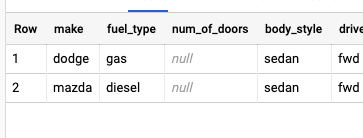 Row make fuel_type num_of_doors body_style drive
1 dodge gas null sedan fwd
2 mazda diesel null sedan fwd